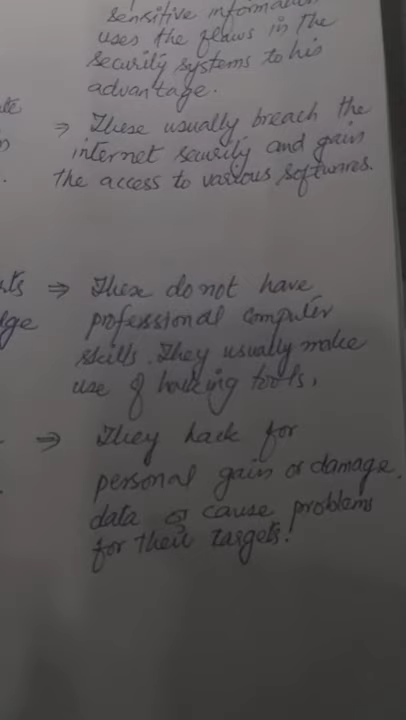 sensitive information
uses the flaws in the
security systems to his
advantage.
⇒ These usually breach the
internet security and gain
the access to various softwares.
⇒ These do not have
professional computer
skills. They usually make
use of hacking tools,
⇒ They hack for
personal gain or damage
data or cause problems
for their targets.